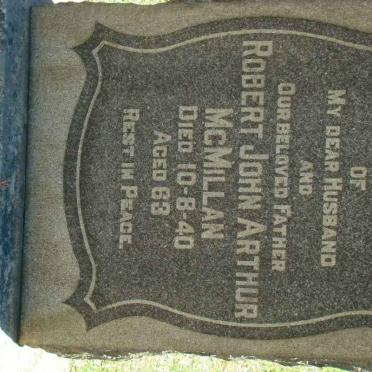 OF
MY DEAR HUSBAND
AND
OUR BELOVED FATHER
ROBERT JOHN ARTHUR
MCMILLAN
DIED 10-8-40
AGED 63
REST IN PEACE